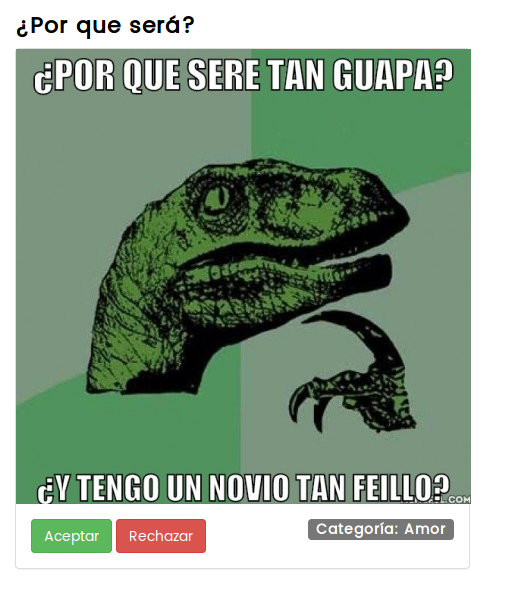 ¿Por que será?
¿POR QUE SERE TAN GUAPA?
¿Y TENGO UN NOVIO TAN FEILLO?
Aceptar Rechazar Categoría: Amor